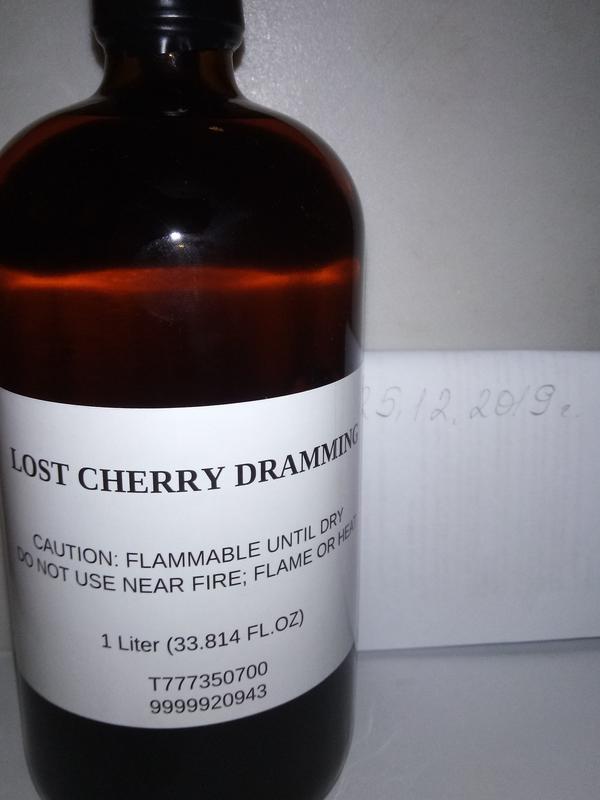 LOST CHERRY DRAMMING
CAUTION: FLAMMABLE UNTIL DRY
DO NOT USE NEAR FIRE; FLAME OR HEAT
1 Liter (33.814 FL.OZ)
T777350700
9999920943
25.12.2019г.